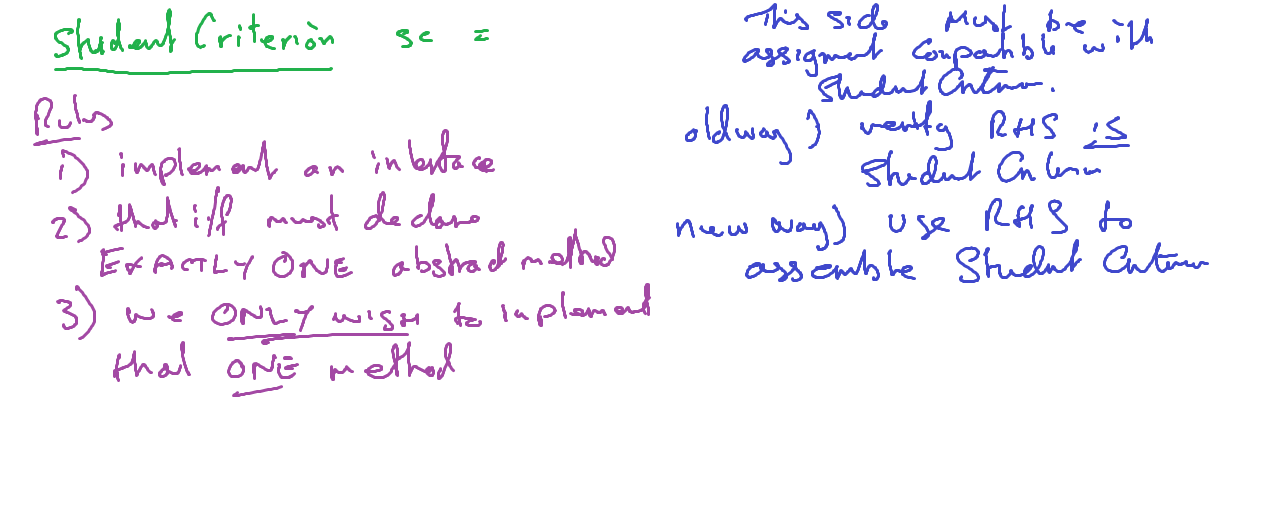 Student Criterion sc =
Rules
1) implement an interface
2) that i/f must declare
EXACTLY ONE abstract method
3) we ONLY WISH to implement
that ONE method
This side must be
assignment compatible with with
Student Criterion.
old way) verify RHS is
Student Criterion
new way) use RHS to
assemble Student Criterion